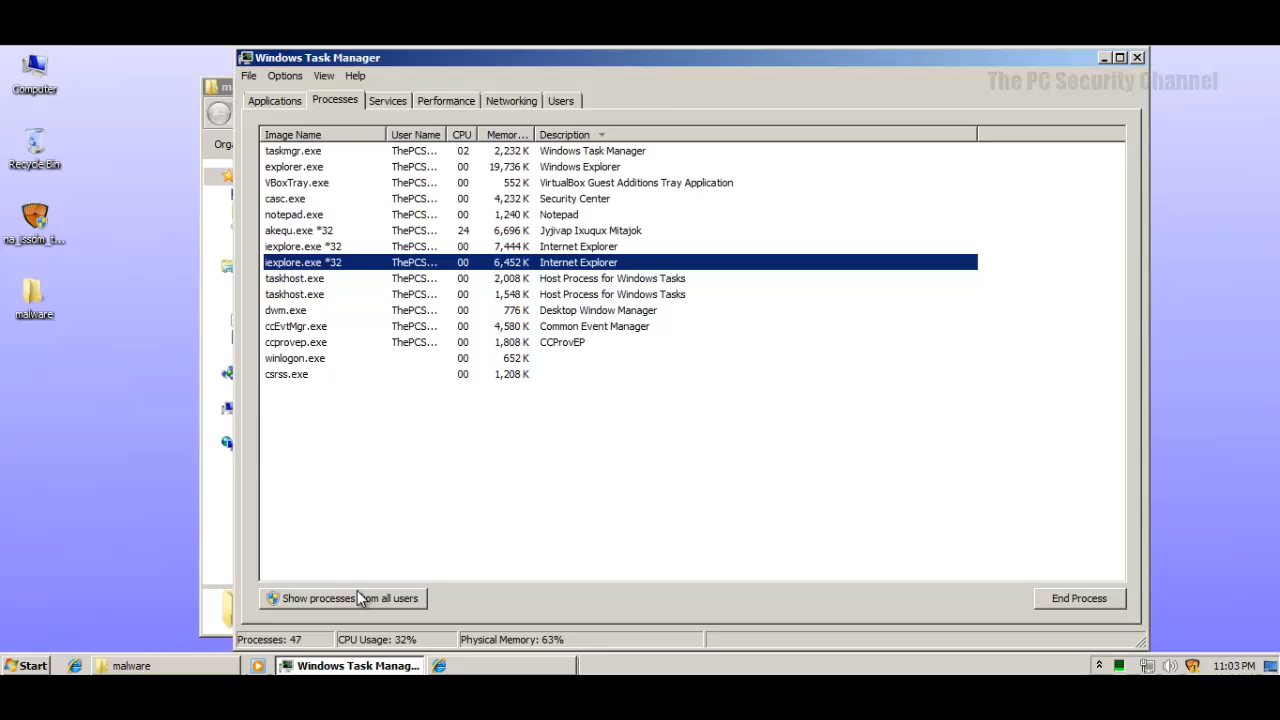 Computer
Recycle Bin
malware
Windows Task Manager
The PC Security Channel
File Options View Help
Applications Processes Services Performance Networking Users
Image Name User Name CPU Memor... Description
taskmgr.exe ThePCS... 02 2,232 K Windows Task Manager
explorer.exe ThePCS... 00 19,736 K Windows Explorer
VBoxTray.exe ThePCS... 00 552 K VirtualBox Guest Additions Tray Application
casc.exe ThePCS... 00 4,232 K Security Center
notepad.exe ThePCS... 00 1,240 K Notepad
akequ.exe *32 ThePCS... 24 6,696 K Jyjivap Ixuqux Mitajok
iexplore.exe *32 ThePCS... 00 7,444 K Internet Explorer
iexplore.exe *32 ThePCS... 00 6,452 K Internet Explorer
taskhost.exe ThePCS... 00 2,008 K Host Process for Windows Tasks
taskhost.exe ThePCS... 00 1,548 K Host Process for Windows Tasks
dwm.exe ThePCS... 00 776 K Desktop Window Manager
ccEvtMgr.exe ThePCS... 00 4,580 K Common Event Manager
ccprovep.exe ThePCS... 00 1,808 K CCProvEP
winlogon.exe 00 652 K
csrss.exe 00 1,208 K
Show processes from all users
End Process
Processes: 47 CPU Usage: 32% Physical Memory: 63%
Start malware Windows Task Manag... 11:03 PM